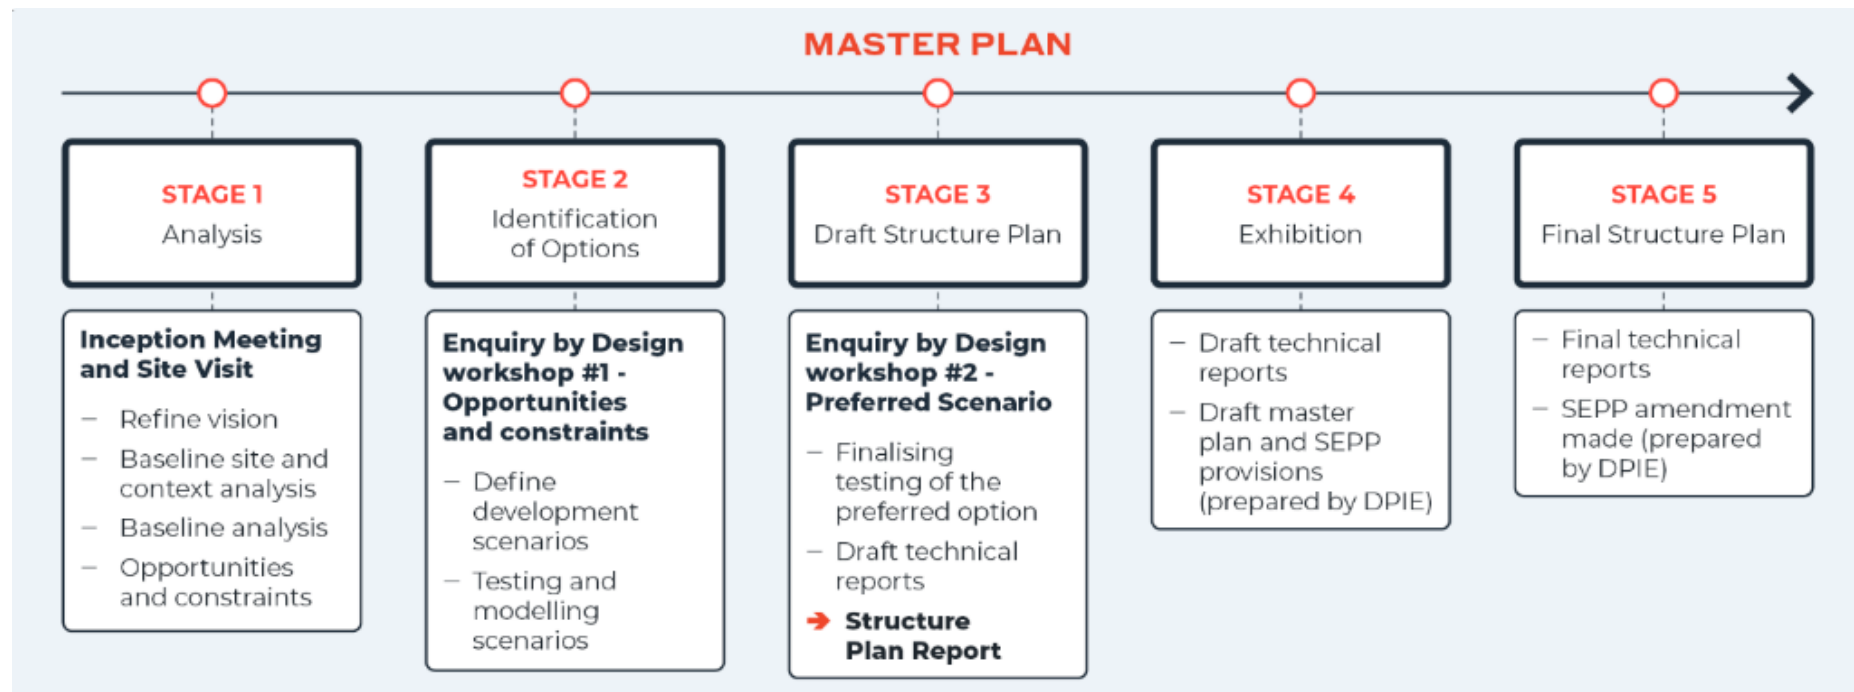 MASTER PLAN
STAGE 1
Analysis
Inception Meeting
and Site Visit
– Refine vision
– Baseline site and
context analysis
– Baseline analysis
– Opportunities
and constraints
STAGE 2
Identification
of Options
Enquiry by Design
workshop #1 -
Opportunities
and constraints
– Define
development
scenarios
– Testing and
modelling
scenarios
STAGE 3
Draft Structure Plan
Enquiry by Design
workshop #2 -
Preferred Scenario
– Finalising
testing of the
preferred option
– Draft technical
reports
➔ Structure
Plan Report
STAGE 4
Exhibition
– Draft technical
reports
– Draft master
plan and SEPP
provisions
(prepared by DPIE)
STAGE 5
Final Structure Plan
– Final technical
reports
– SEPP amendment
made (prepared
by DPIE)